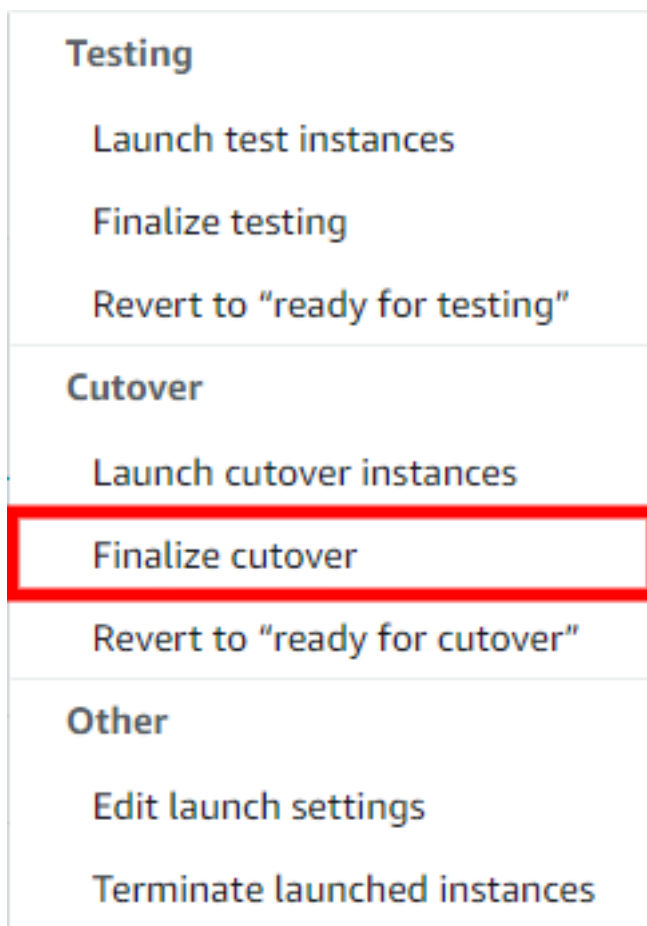 Testing
Launch test instances
Finalize testing
Revert to “ready for testing”
Cutover
Launch cutover instances
Finalize cutover
Revert to “ready for cutover”
Other
Edit launch settings
Terminate launched instances